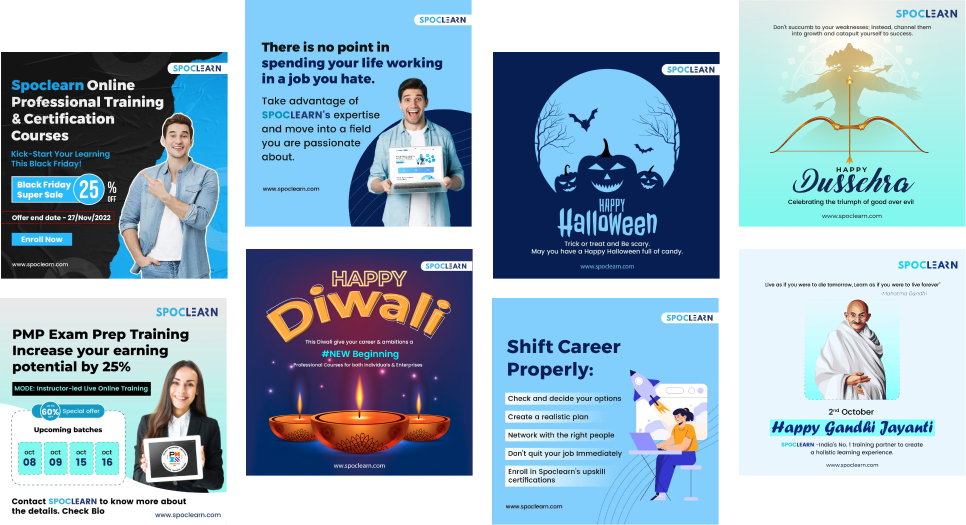 SPOCLEARN
Spoclearn Online
Professional Training
& Certification
Courses
Kick-Start Your Learning
This Black Friday!
Black Friday
Super Sale
25 % OFF
Offer end date - 27/Nov/2022
Enroll Now
www.spoclearn.com
SPOCLEARN
PMP Exam Prep Training
Increase your earning
potential by 25%
MODE: Instructor-led Live Online Training
60%
Special offer
Upcoming batches
oct oct oct oct
08 09 15 16
Contact SPOCLEARN to know more about
the details. Check Bio
www.spoclearn.com
SPOCLEARN
There is no point in
spending your life working
in a job you hate.
Take advantage of
SPOCLEARN's expertise
and move into a field
you are passionate
about.
www.spoclearn.com
SPOCLEARN
HAPPY
Diwali
This Diwali give your career & ambitions a
#NEW Beginning
Professional Courses for both Individuals & Enterprises
ww.spoclearn.com
SPOCLEARN
HAPPY
Halloween
Trick or treat and Be scary.
May you have a Happy Halloween full of candy.
www.spoclearn.com
SPOCLEARN
Shift Career
Properly:
Check and decide your options
Create a realistic plan
Network with the right people
Don't quit your job Immediately
Enroll in Spoclearn's upskill
certifications
www.spoclearn.com
SPOCLEARN
Don't succumb to your weaknesses; Instead, channel them
into growth and catapult yourself to success.
HAPPY
Dussehra
Celebrating the triumph of good over evil
www.spoclearn.com
SPOCLEARN
Live as if you were to die tomorrow, Learn as if you were to live forever"
Mahatma Gandhi
2nd October
Happy Gandhi Jayanti
SPOCLEARN -India's No. 1 training partner to create
a holistic learning experience.
www.spoclearn.com